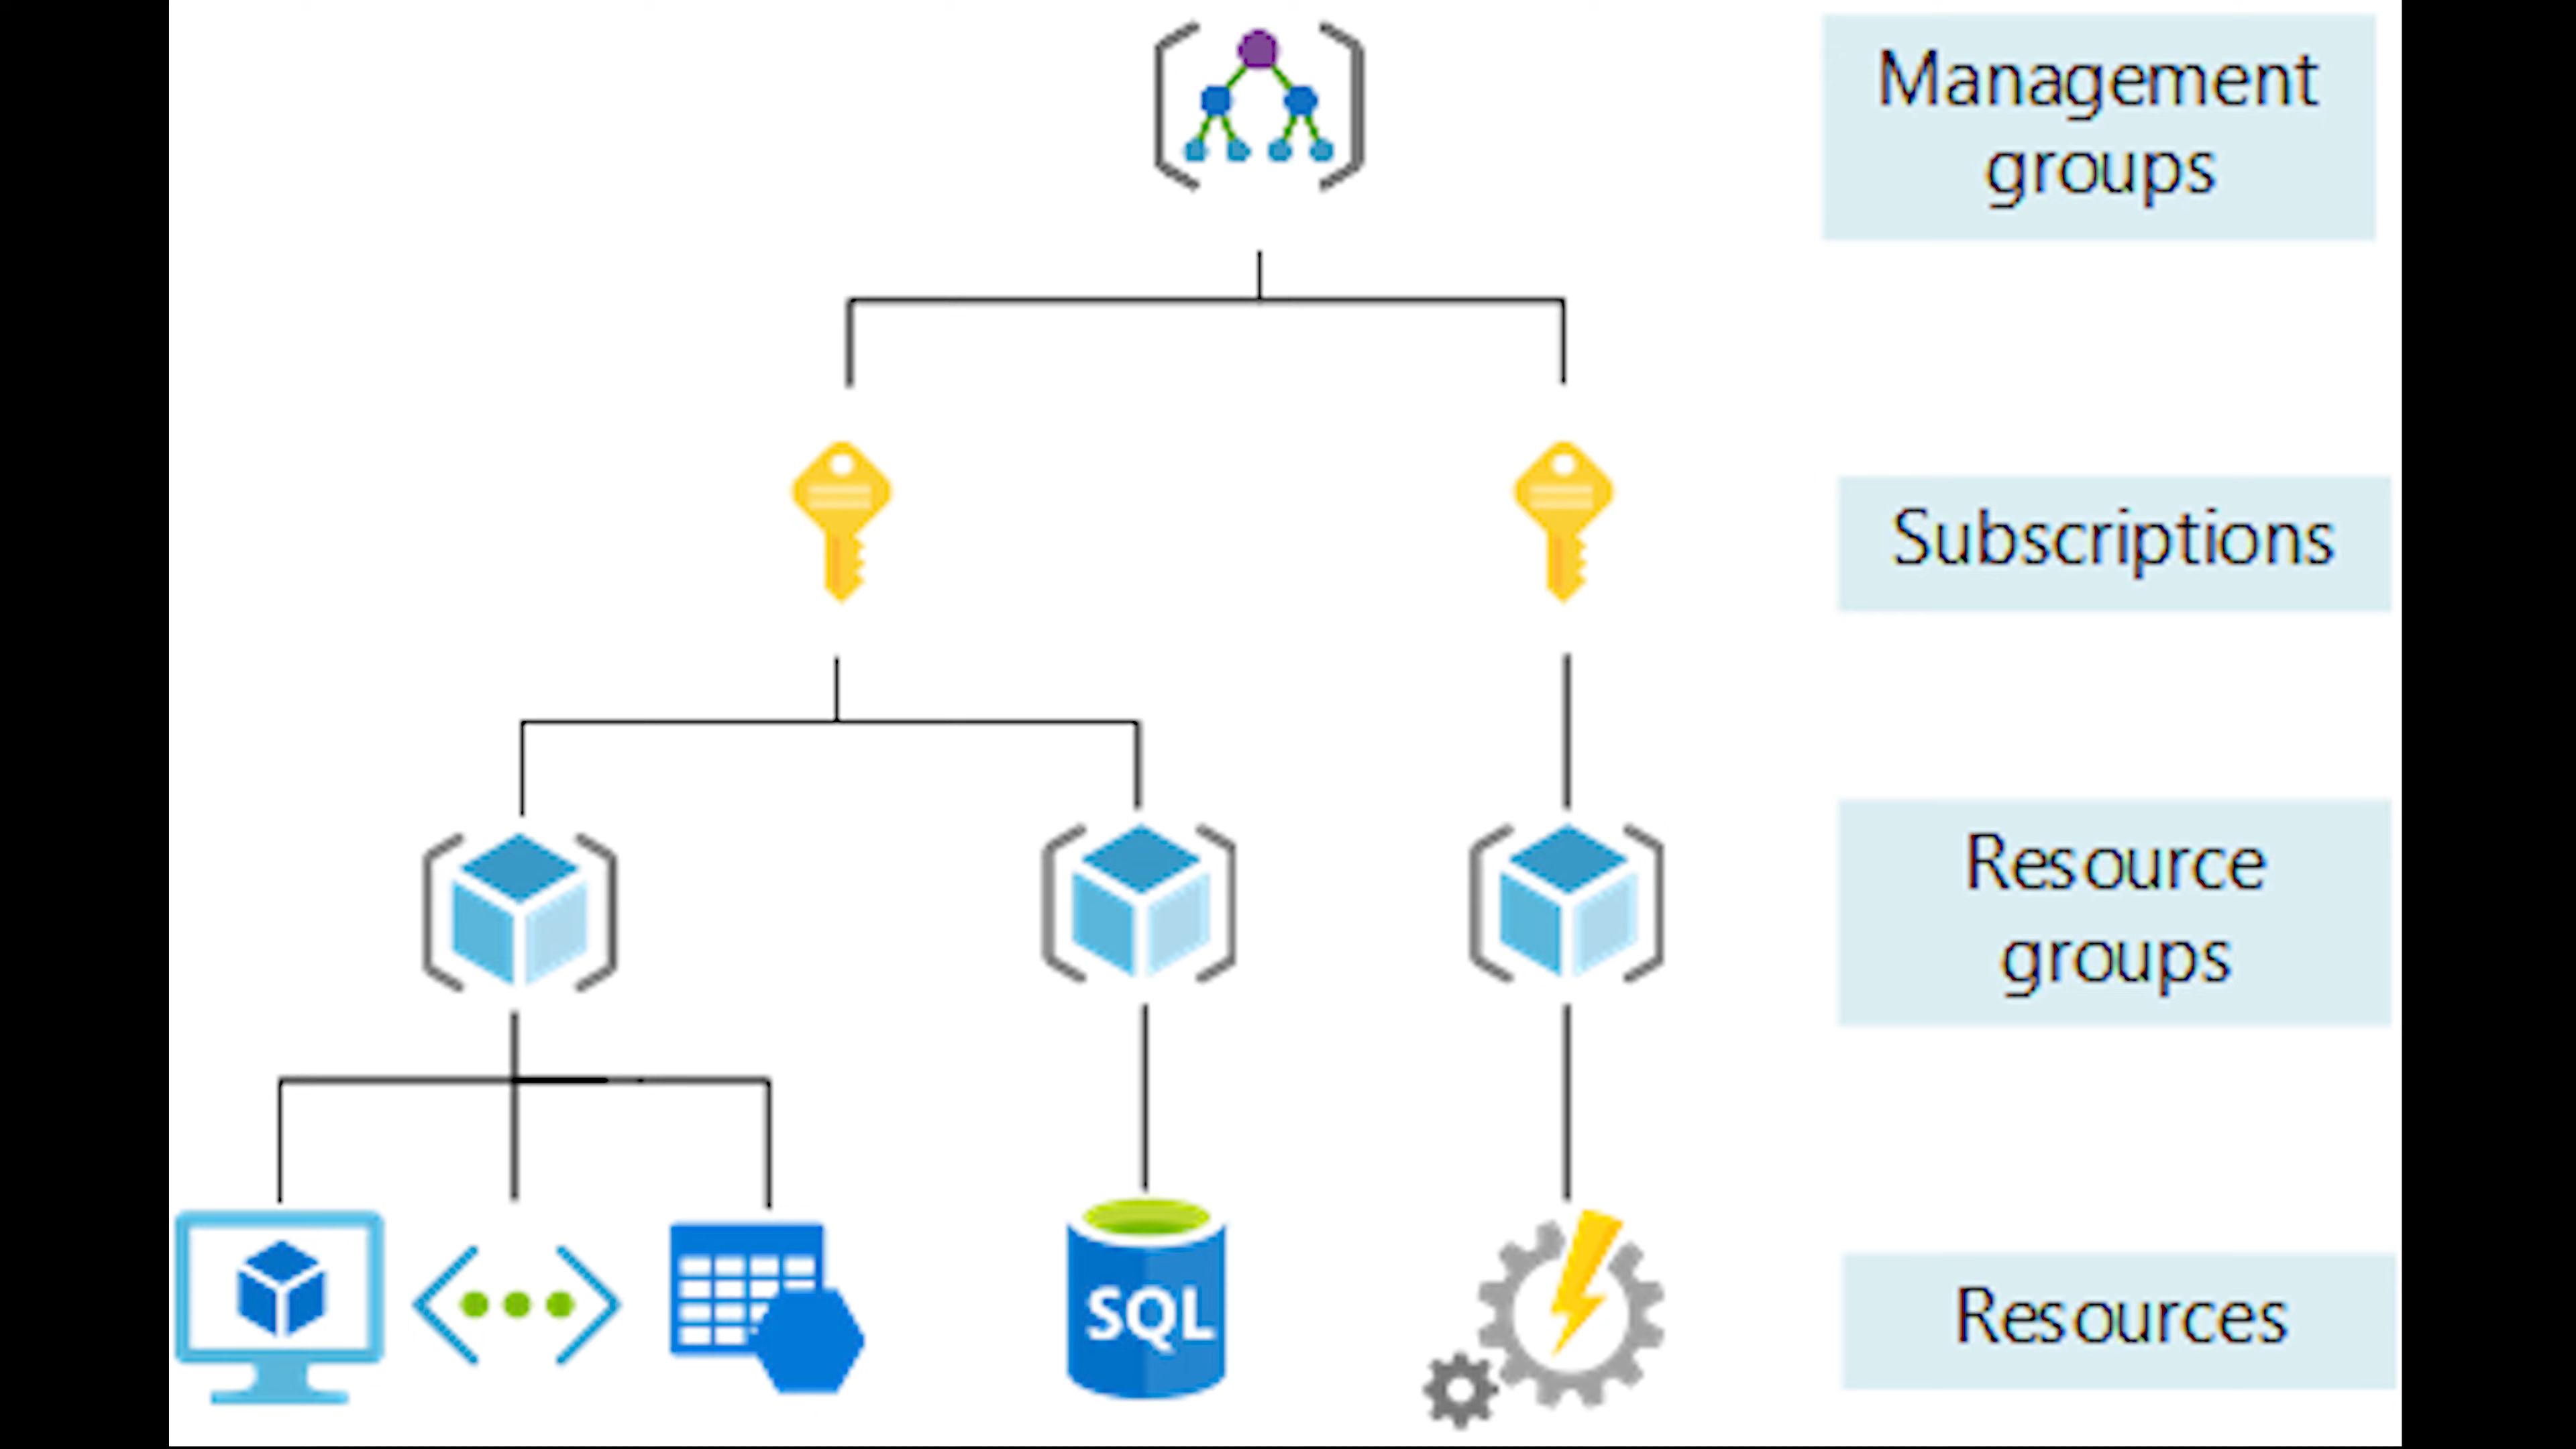 Management
groups
Subscriptions
Resource
groups
SQL
Resources